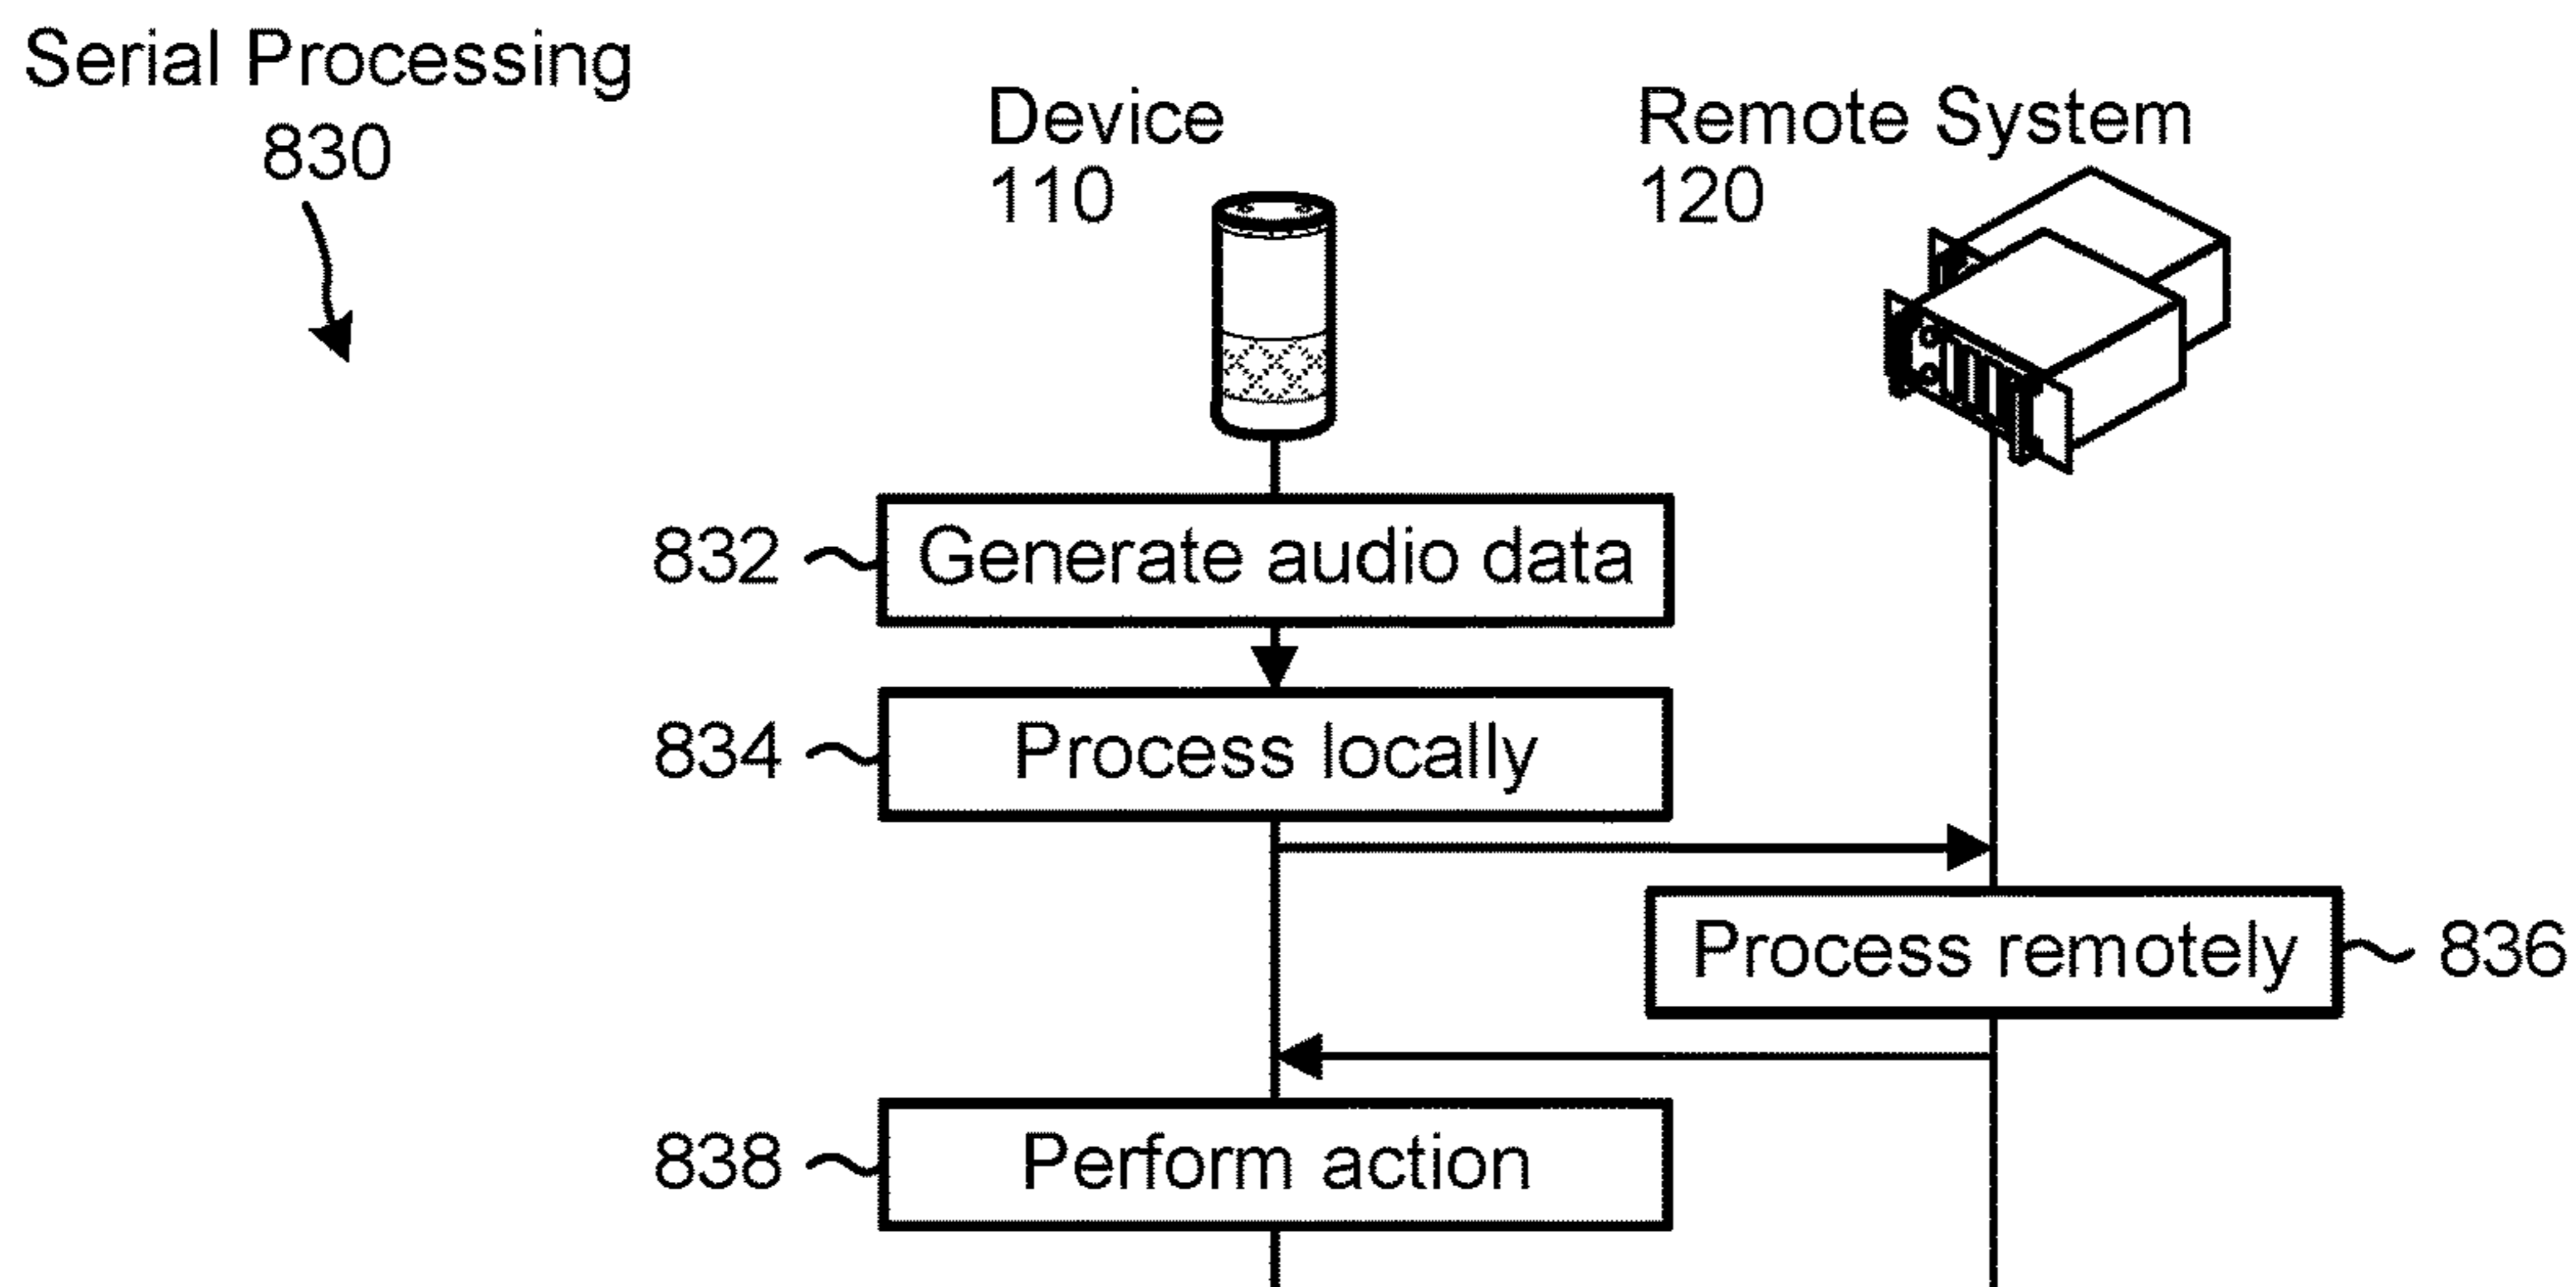 Serial Processing
830
Device
110
Remote System
120
832
Generate audio data
834
Process locally
Process remotely
836
838
Perform action